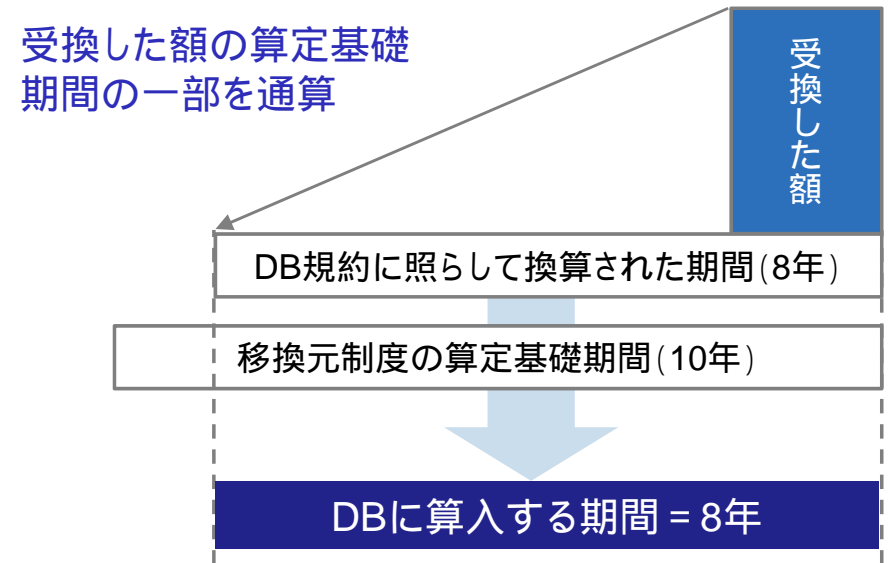 受換した額の算定基礎
期間の一部を通算
受換した額
DB規約に照らして換算された期間(8年)
移換元制度の算定基礎期間(10年)
DBに算入する期間 = 8年